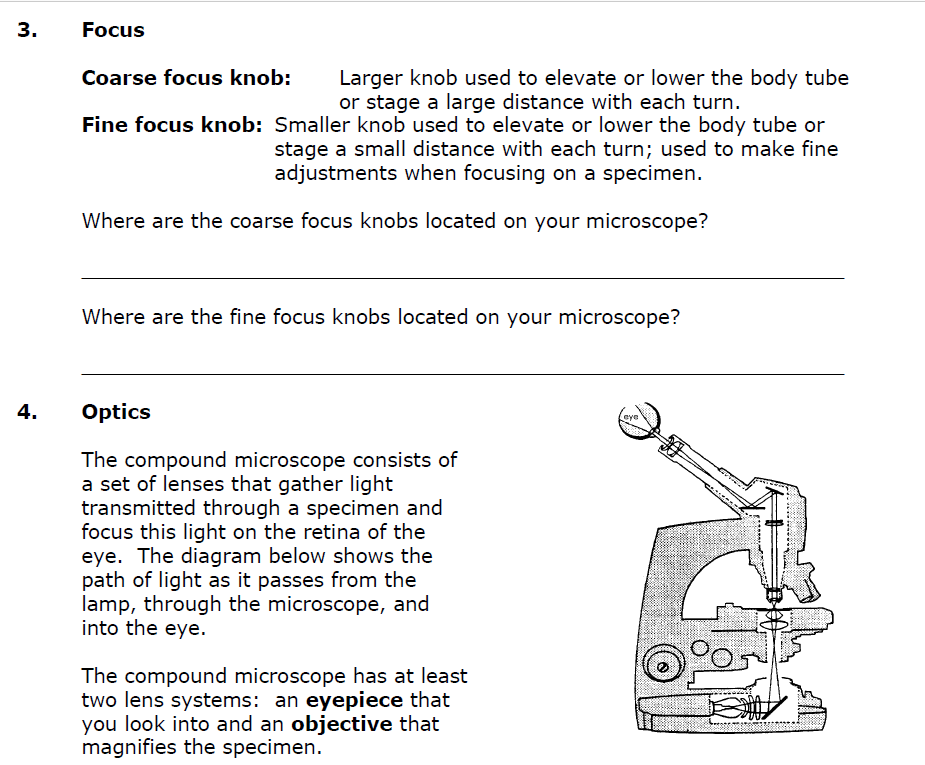 3. Focus
Coarse focus knob: Larger knob used to elevate or lower the body tube
or stage a large distance with each turn.
Fine focus knob: Smaller knob used to elevate or lower the body tube or
stage a small distance with each turn; used to make fine
adjustments when focusing on a specimen.
Where are the coarse focus knobs located on your microscope?
Where are the fine focus knobs located on your microscope?
4. Optics
eye
The compound microscope consists of
a set of lenses that gather light
transmitted through a specimen and
focus this light on the retina of the
eye. The diagram below shows the
path of light as it passes from the
lamp, through the microscope, and
into the eye.
The compound microscope has at least
two lens systems: an eyepiece that
you look into and an objective that
magnifies the specimen.